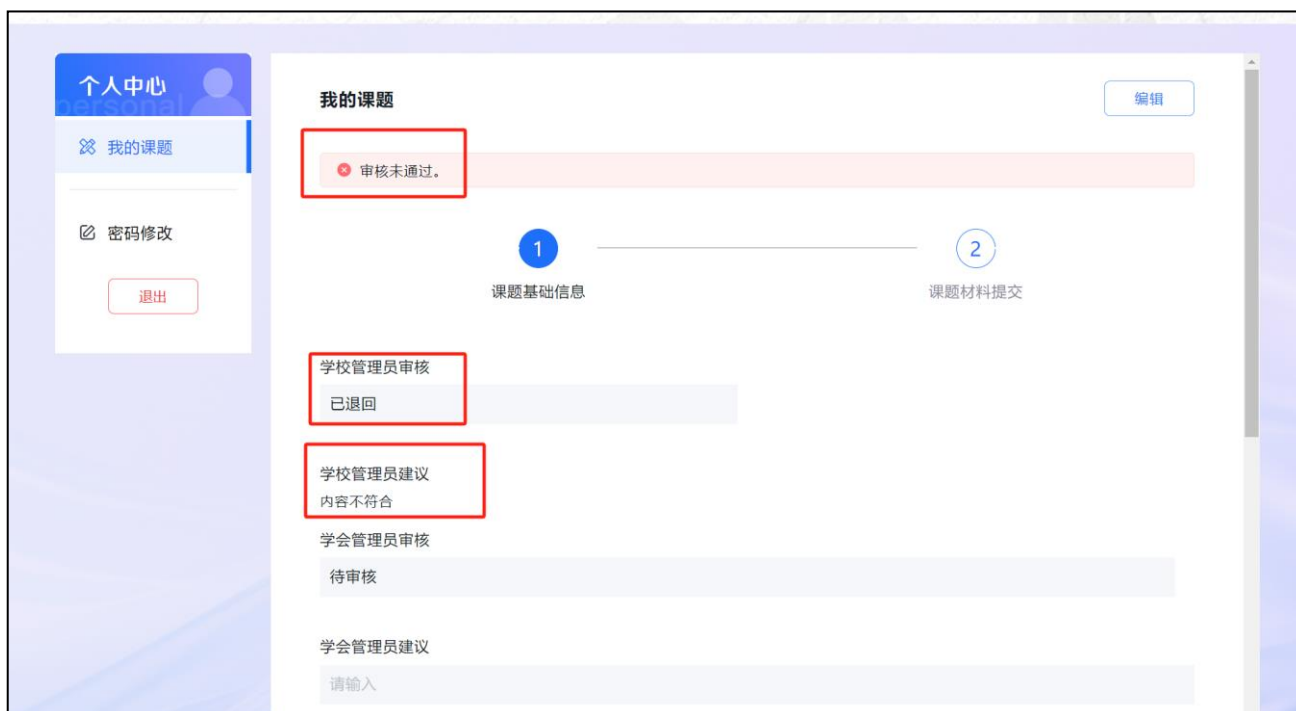 个人中心
personal
我的课题
密码修改
退出
我的课题
编辑
审核未通过。
1
2
课题基础信息
课题材料提交
学校管理员审核
已退回
学校管理员建议
内容不符合
学会管理员审核
待审核
学会管理员建议
请输入